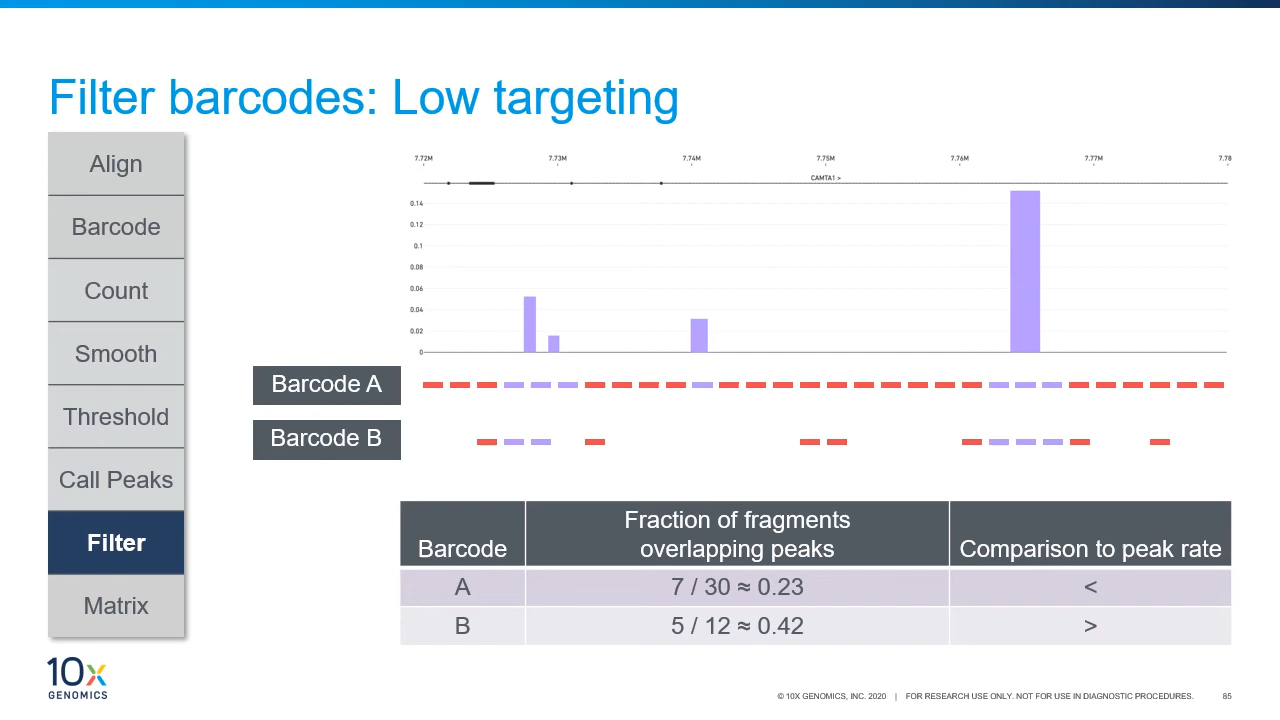 Filter barcodes: Low targeting
Align
Barcode
Count
Smooth
Threshold
Call Peaks
Filter
Matrix
7.72M 7.73M 7.74M 7.75M 7.76M 7.77M 7.78
CAMTA1 >
0.14
0.12
0.1
0.08
0.06
0.04
0.02
0
Barcode A
Barcode B
Fraction of fragments
Barcode overlapping peaks Comparison to peak rate
A 7 / 30 ≈ 0.23 <
B 5 / 12 ≈ 0.42 >
10x
GENOMICS
© 10X GENOMICS, INC. 2020 | FOR RESEARCH USE ONLY. NOT FOR USE IN DIAGNOSTIC PROCEDURES. 85